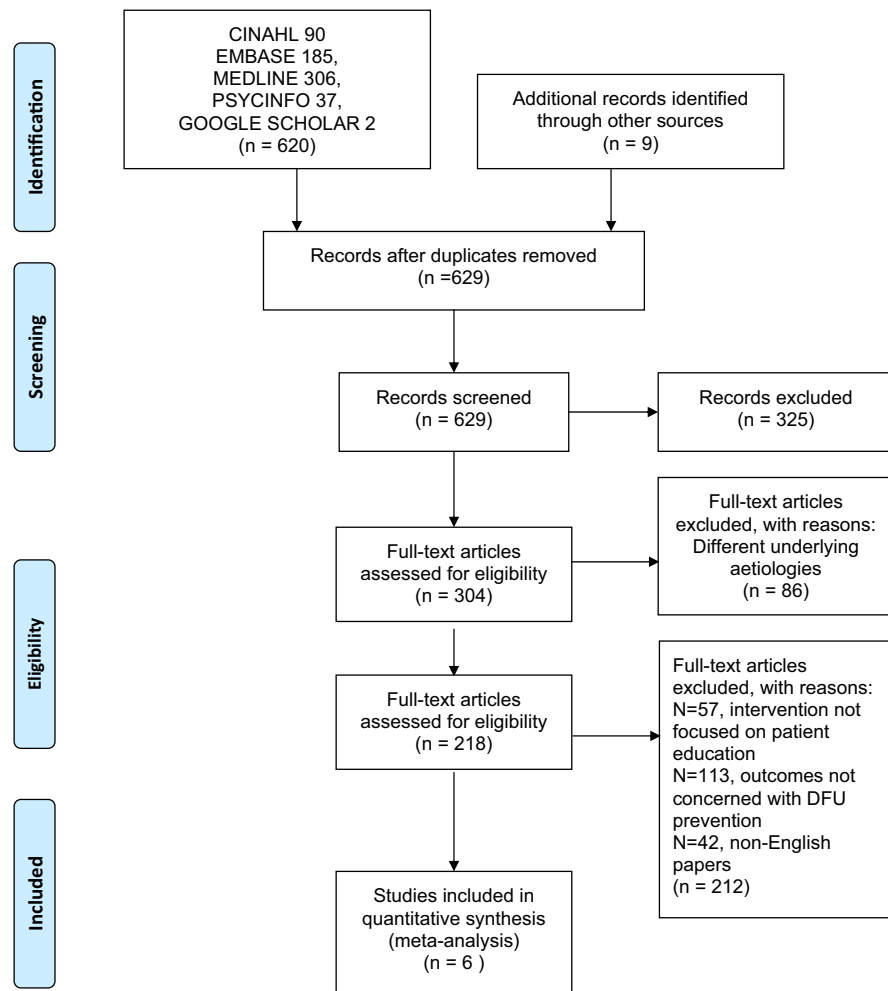 Identification
CINAHL 90
EMBASE 185,
MEDLINE 306,
PSYCINFO 37,
GOOGLE SCHOLAR 2
(n = 620)
Additional records identified
through other sources
(n = 9)
Records after duplicates removed
(n =629)
Screening
Records screened
(n = 629)
Records excluded
(n = 325)
Eligibility
Full-text articles
assessed for eligibility
(n = 304)
Full-text articles
excluded, with reasons:
Different underlying
aetiologies
(n = 86)
Full-text articles
assessed for eligibility
(n = 218)
Full-text articles
excluded, with reasons:
N=57, intervention not
focused on patient
education
N=113, outcomes not
concerned with DFU
prevention
N=42, non-English
papers
(n = 212)
Included
Studies included in
quantitative synthesis
(meta-analysis)
(n = 6 )